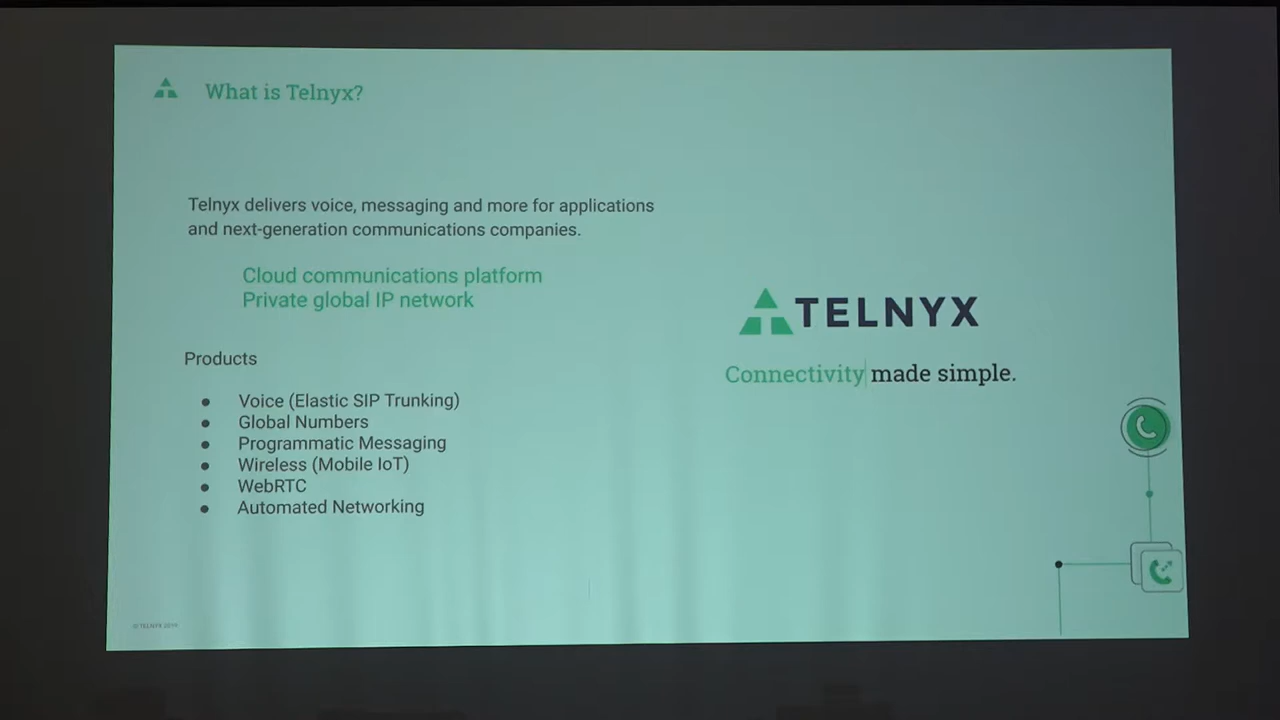 What is Telnyx?
Telnyx delivers voice, messaging and more for applications
and next-generation communications companies.
Cloud communications platform
Private global IP network
Products
● Voice (Elastic SIP Trunking)
● Global Numbers
● Programmatic Messaging
● Wireless (Mobile IoT)
● WebRTC
● Automated Networking
TELNYX
Connectivity made simple.
© TELNYX